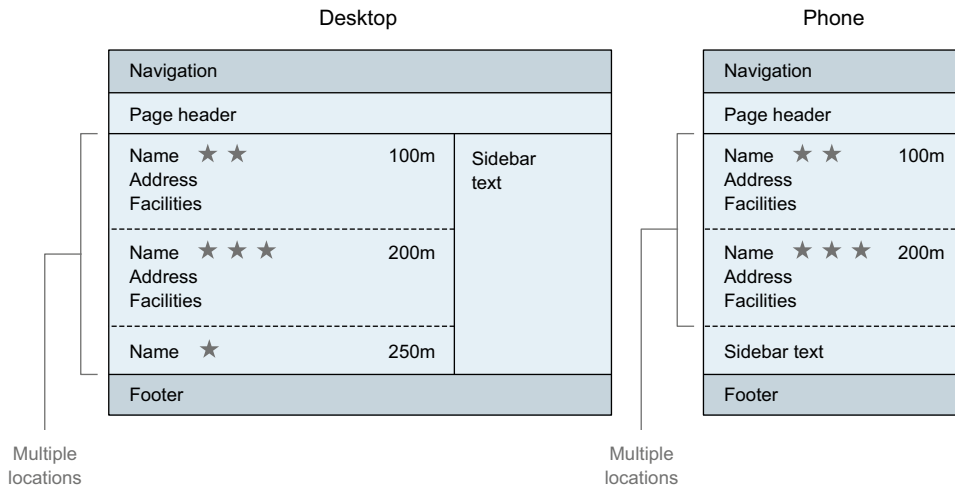 Desktop
Navigation
Page header
Name 100m
Address
Facilities
Name 200m
Address
Facilities
Name 250m
Sidebar
text
Footer
Multiple
locations
Phone
Navigation
Page header
Name 100m
Address
Facilities
Name 200m
Address
Facilities
Sidebar text
Footer
Multiple
locations